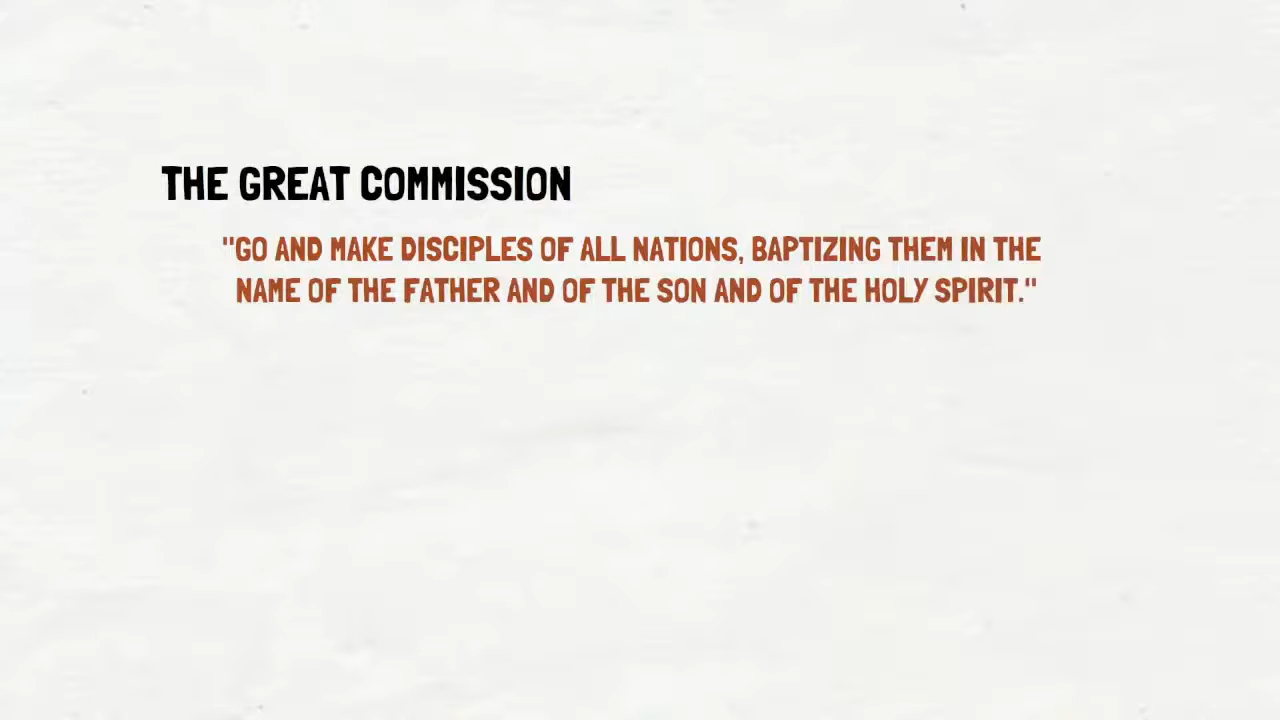 THE GREAT COMMISSION
"GO AND MAKE DISCIPLES OF ALL NATIONS, BAPTIZING THEM IN THE
NAME OF THE FATHER AND OF THE SON AND OF THE HOLY SPIRIT."